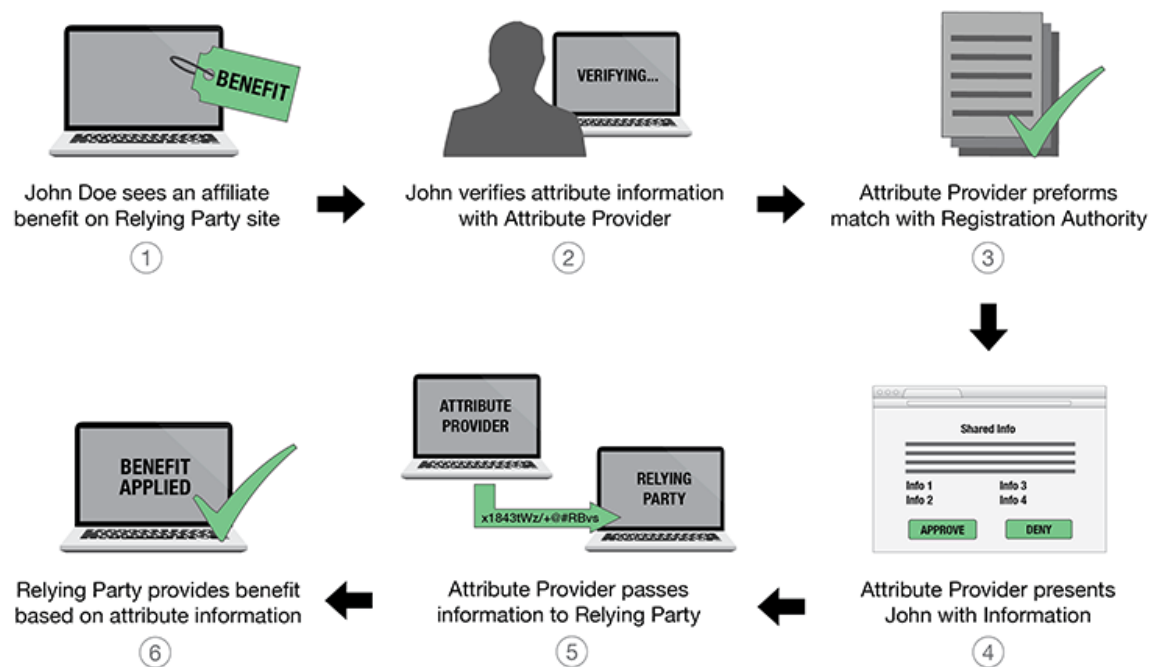 BENEFIT
VERIFYING...
John Doe sees an affiliate
benefit on Relying Party site
1
John verifies attribute information
with Attribute Provider
2
Attribute Provider preforms
match with Registration Authority
3
Shared Info
Info 1
Info 3
Info 2
Info 4
APPROVE
DENY
Attribute Provider presents
John with Information
4
ATTRIBUTE
PROVIDER
RELYING
PARTY
x1843tWz/+@#RBvs
Attribute Provider passes
information to Relying Party
5
BENEFIT
APPLIED
Relying Party provides benefit
based on attribute information
6